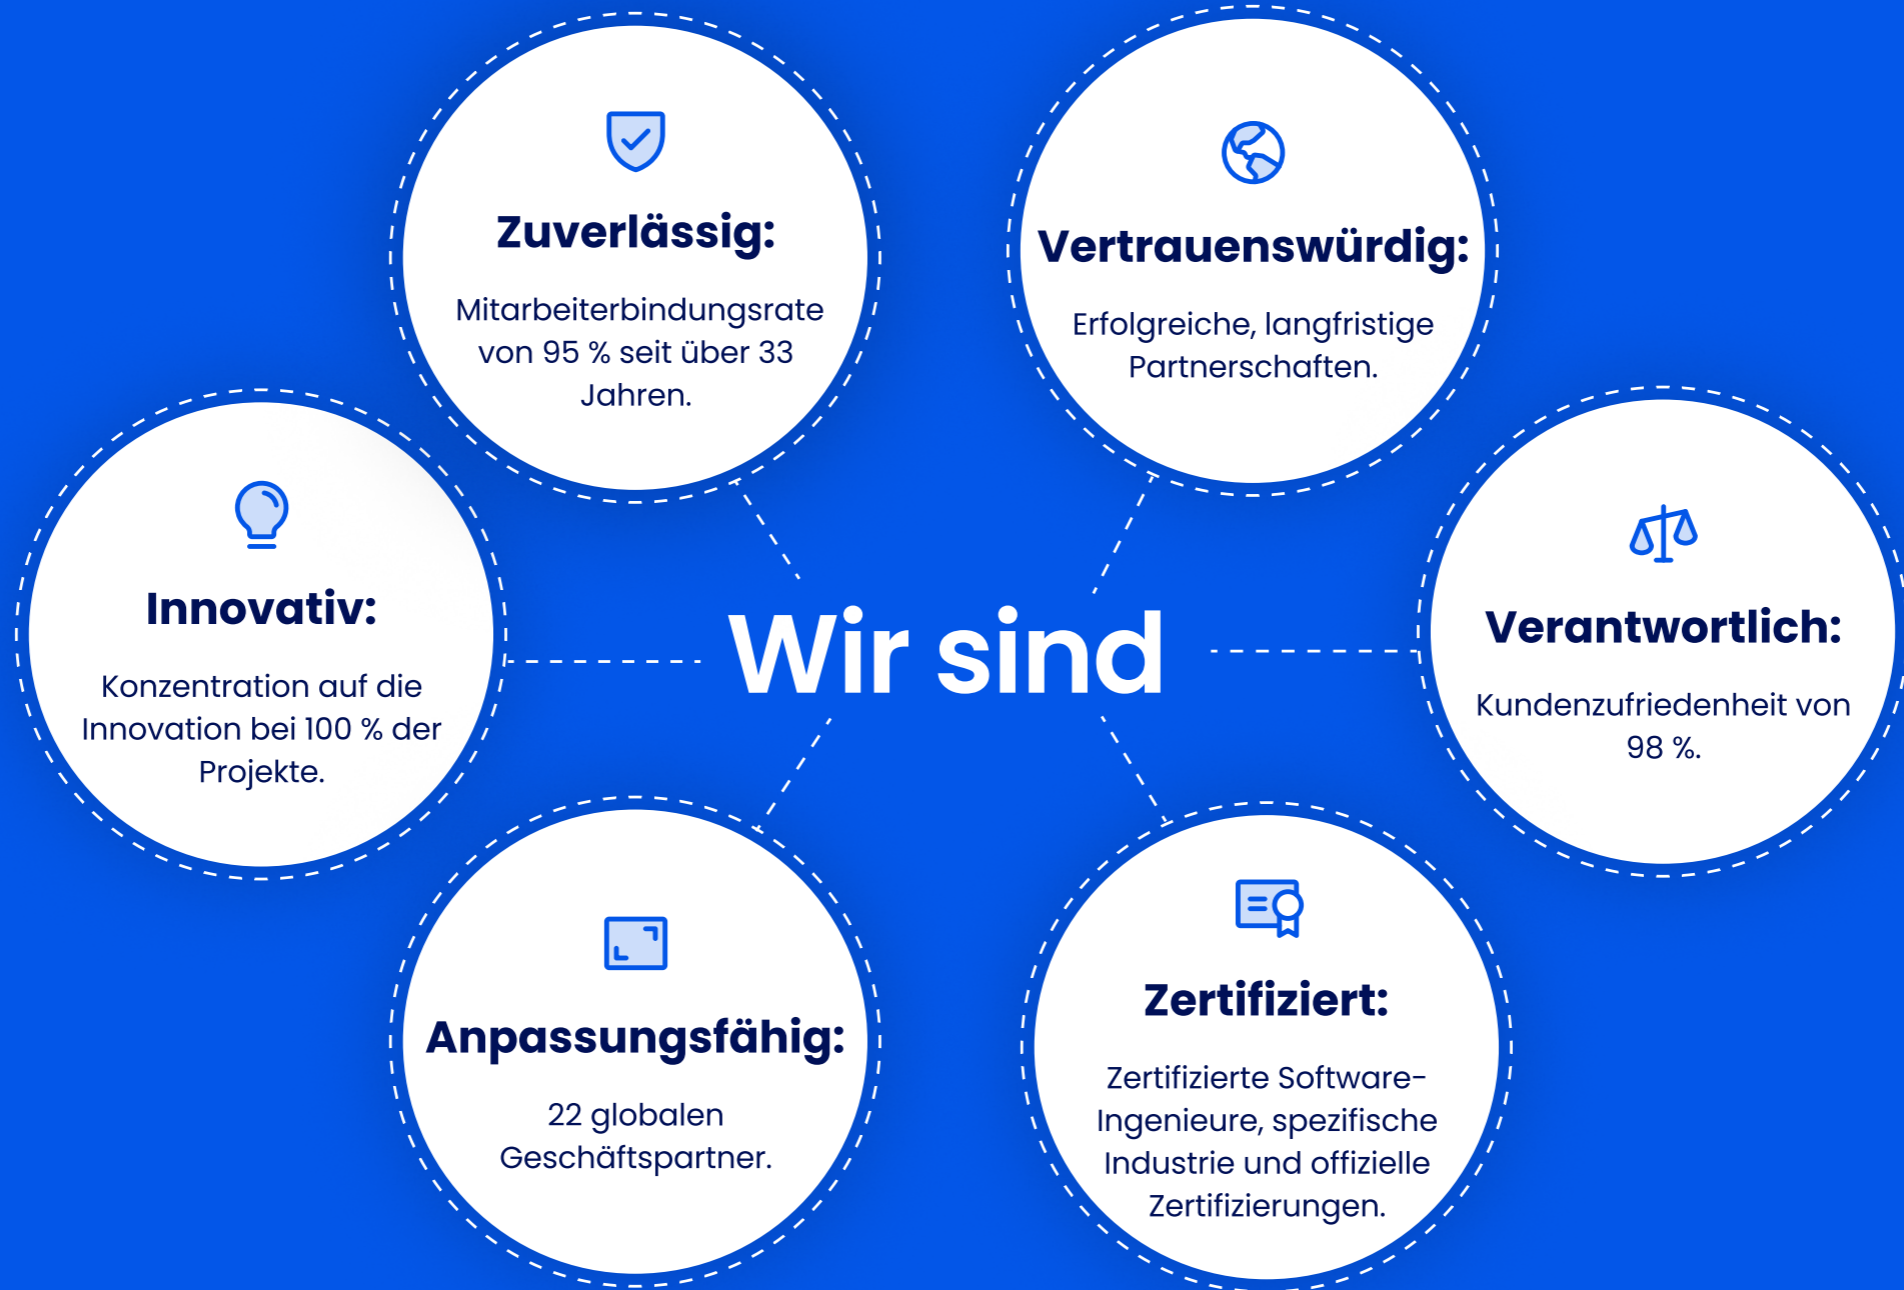 Zuverlässig:
Mitarbeiterbindungsrate
von 95 % seit über 33
Jahren.
Vertrauenswürdig:
Erfolgreiche, langfristige
Partnerschaften.
Innovativ:
Konzentration auf die
Innovation bei 100 % der
Projekte.
Wir sind
Verantwortlich:
Kundenzufriedenheit von
98 %.
Anpassungsfähig:
22 globalen
Geschäftspartner.
Zertifiziert:
Zertifizierte Software-
Ingenieure, spezifische
Industrie und offizielle
Zertifizierungen.